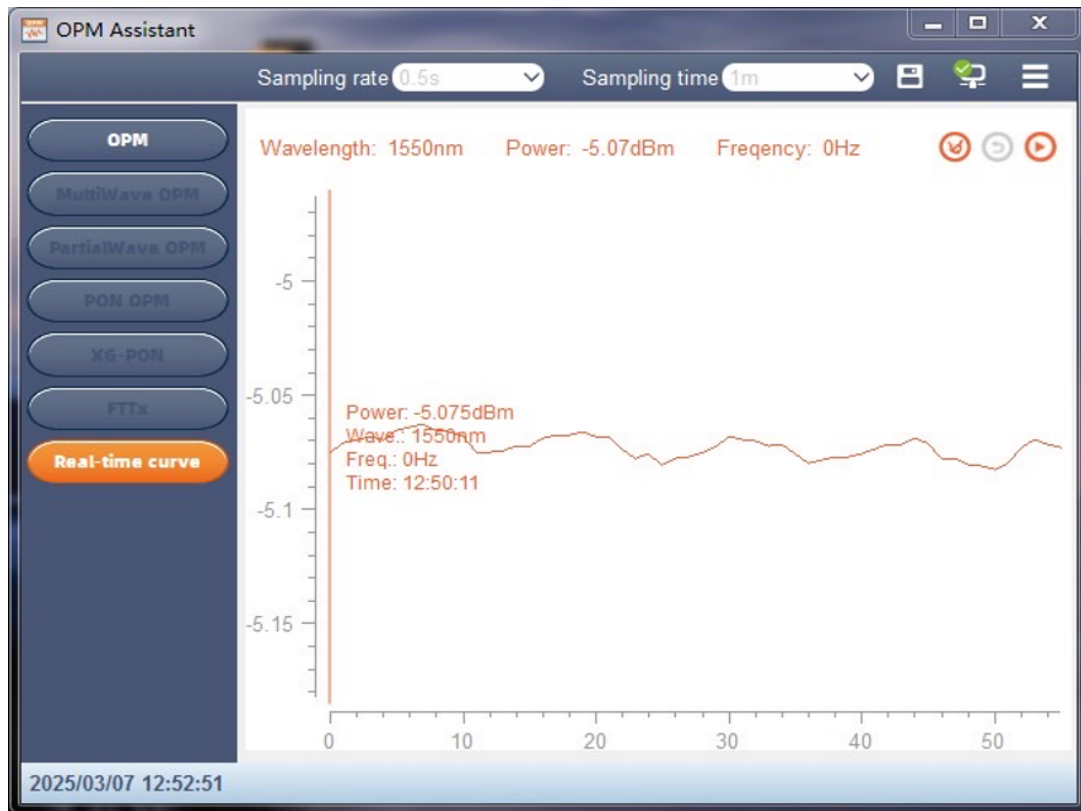 OPM Assistant
Sampling rate 0.5s Sampling time 1m
OPM
MultiWave OPM
PartialWave OPM
PON OPM
XG-PON
FTTx
Real-time curve
Wavelength: 1550nm Power: -5.07dBm Freqency: 0Hz
-5
-5.05
-5.1
-5.15
Power: -5.075dBm
Wave.: 1550nm
Freq.: 0Hz
Time: 12:50:11
0 10 20 30 40 50
2025/03/07 12:52:51